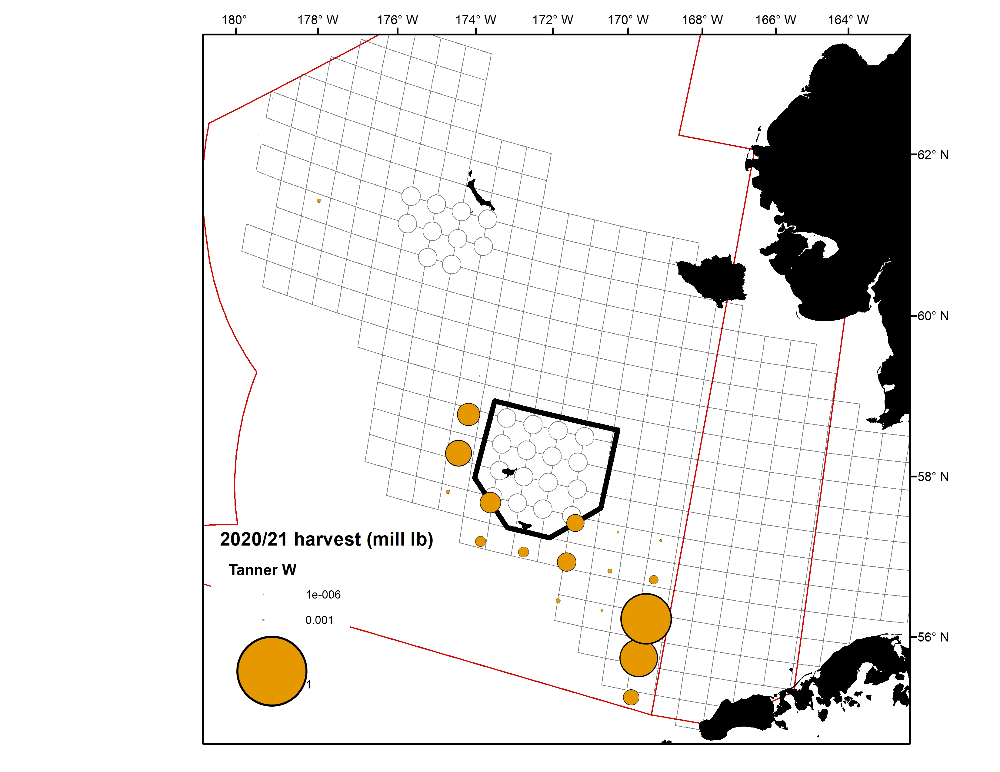 180° 178° W 176° W 174° W 172° W 170° W 168° W 166° W 164° W
62° N
60° N
58° N
56° N
2020/21 harvest (mill lb)
Tanner W
1e-006
0.001
1